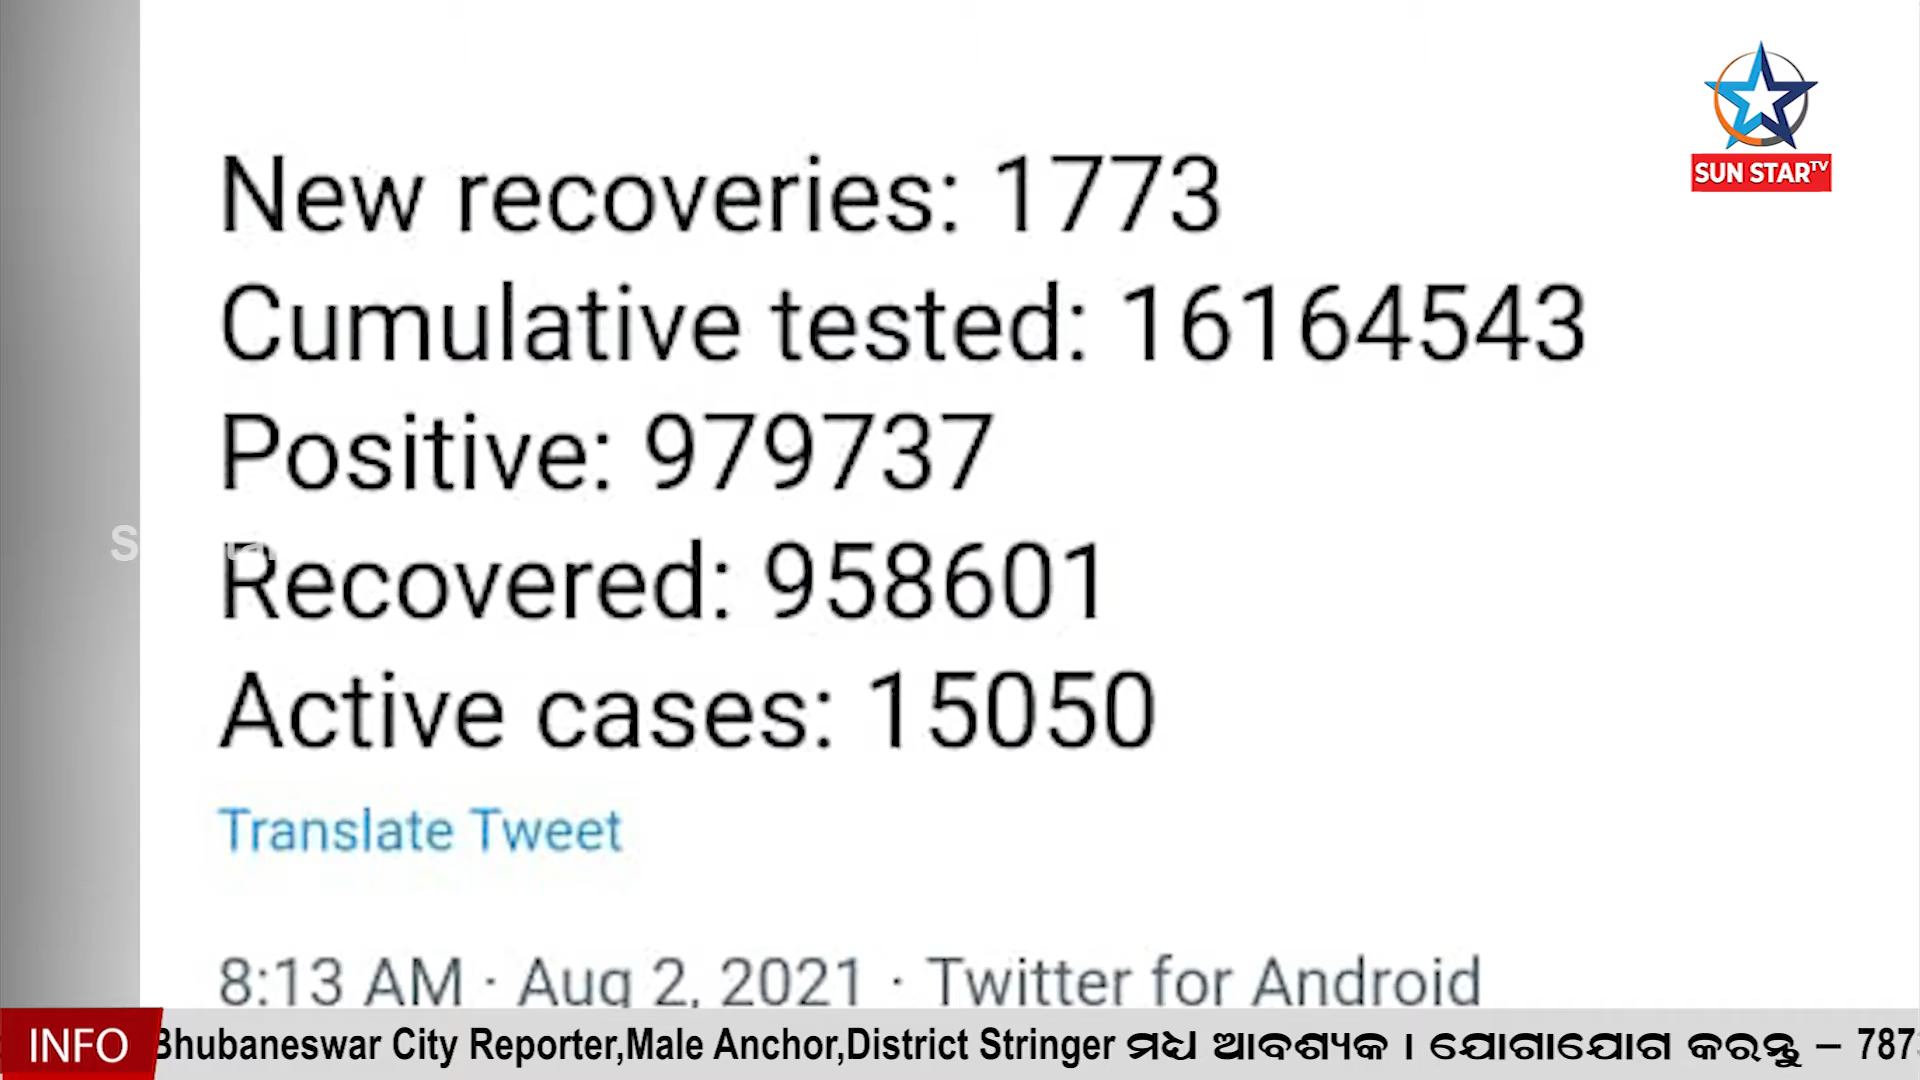 SUN STAR TV
New recoveries: 1773
Cumulative tested: 16164543
Positive: 979737
Recovered: 958601
Active cases: 15050
Translate Tweet
8:13 AM · Aug 2, 2021 · Twitter for Android
INFO Bhubaneswar City Reporter,Male Anchor,District Stringer ମଧ୍ୟ ଆବଶ୍ୟକ । ଯୋଗାଯୋଗ କରନ୍ତୁ – 787